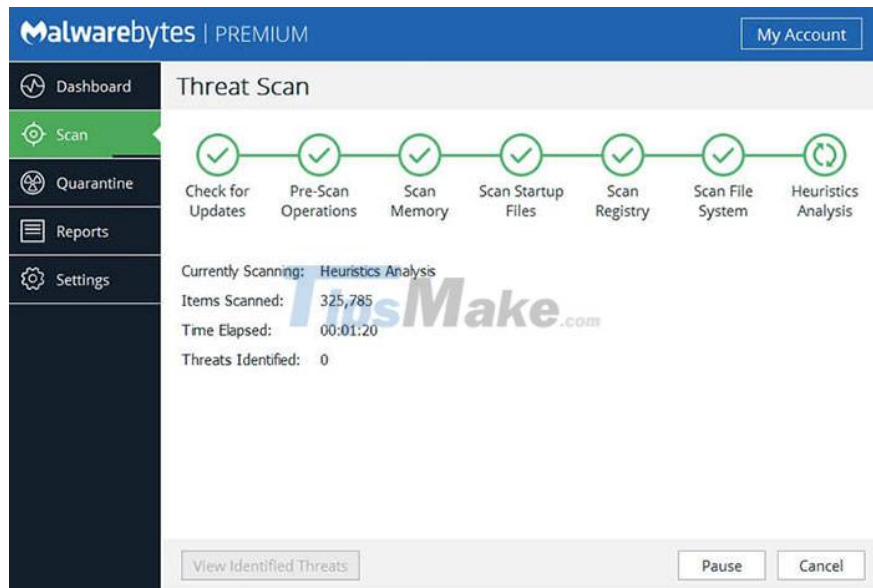 Malwarebytes | PREMIUM
My Account
Dashboard
Scan
Quarantine
Reports
Settings
Threat Scan
Check for
Updates
Pre-Scan
Operations
Scan
Memory
Scan Startup
Files
Scan
Registry
Scan File
System
Heuristics
Analysis
Currently Scanning: Heuristics Analysis
Items Scanned: 325,785
Time Elapsed: 00:01:20
Threats Identified: 0
TipsMake.com
View Identified Threats
Pause
Cancel